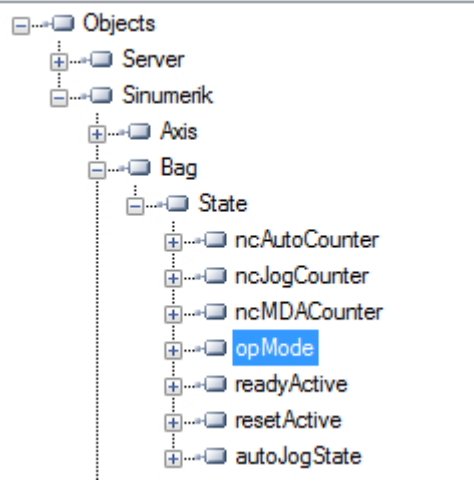 Objects
Server
Sinumerik
Axis
Bag
State
ncAutoCounter
ncJogCounter
ncMDACounter
opMode
readyActive
resetActive
autoJogState